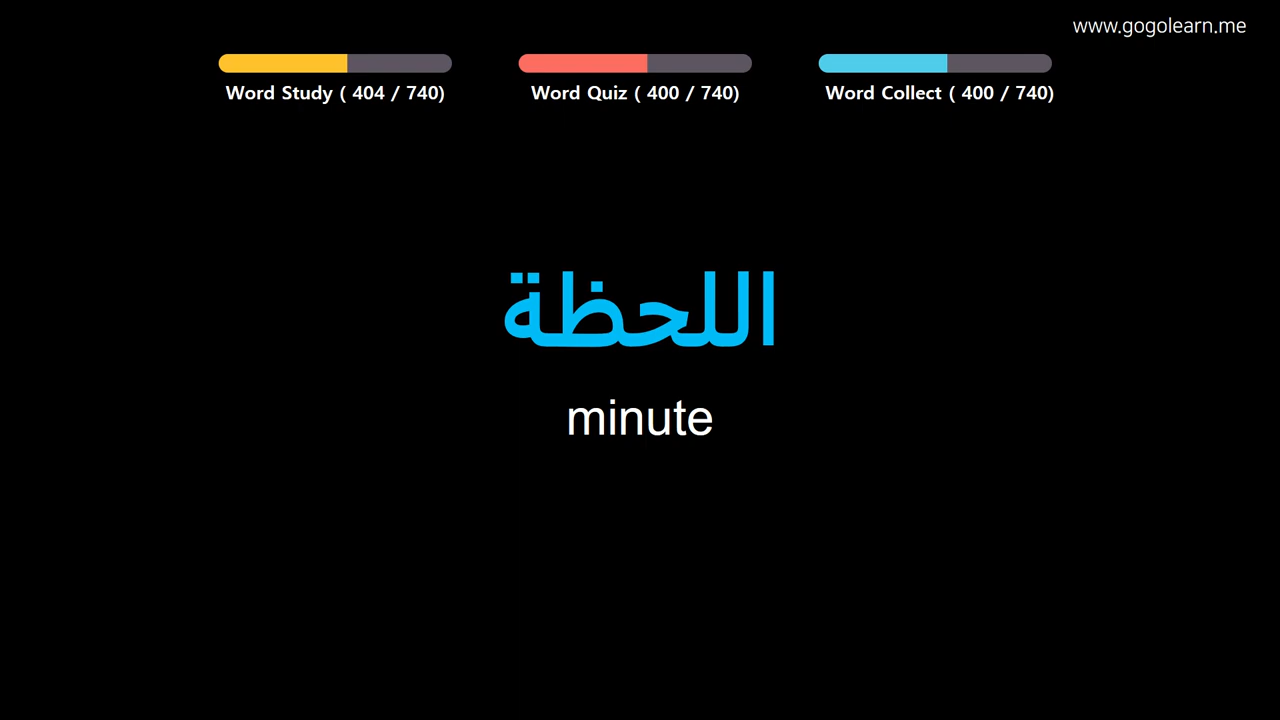 www.gogolearn.me
Word Study ( 404 / 740)
Word Quiz ( 400 / 740)
Word Collect ( 400 / 740)
اللحظة
minute